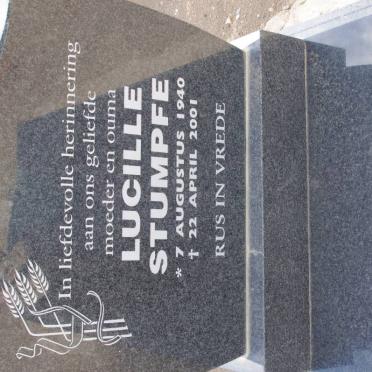 In liefdevolle herinnering
aan ons geliefde
moeder en ouma
LUCILLE
STUMPFE
* 7 AUGUSTUS 1940
✝ 22 APRIL 2001
RUS IN VREDE